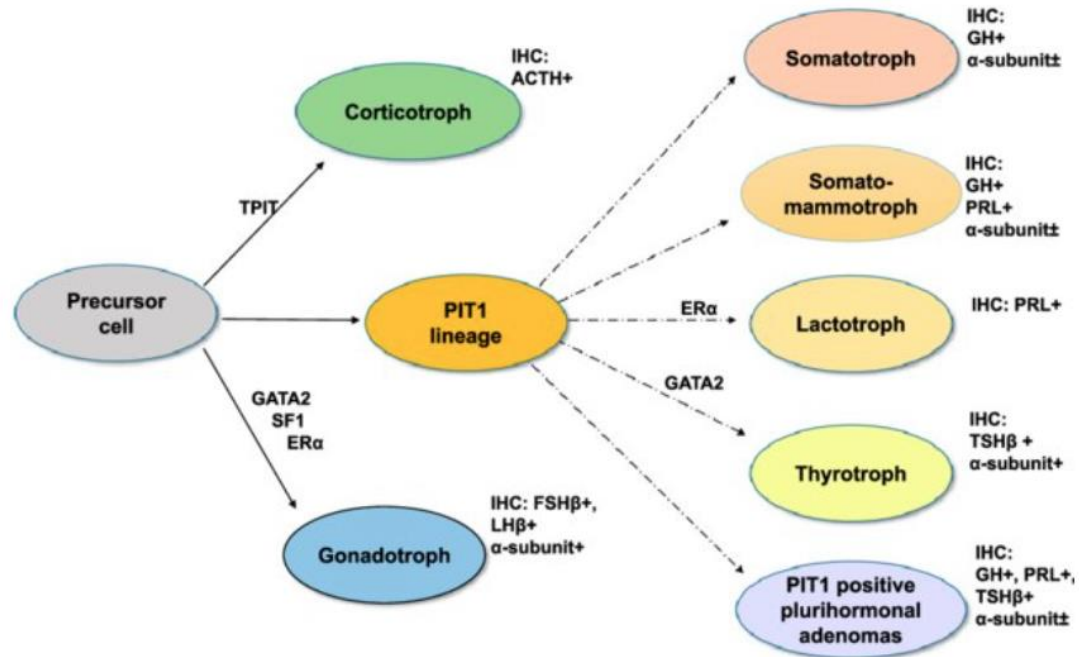 IHC:
ACTH+
Corticotroph
TPIT
Precursor
cell
PIT1
lineage
GATA2
SF1
ERα
IHC: FSHβ+,
LHβ+
α-subunit+
Gonadotroph
IHC:
GH+
α-subunit±
Somatotroph
IHC:
GH+
PRL+
α-subunit±
Somato-
mammotroph
ERα
Lactotroph
IHC: PRL+
GATA2
IHC:
TSHβ +
α-subunit+
Thyrotroph
IHC:
GH+, PRL+,
TSHβ+
α-subunit±
PIT1 positive
plurihormonal
adenomas